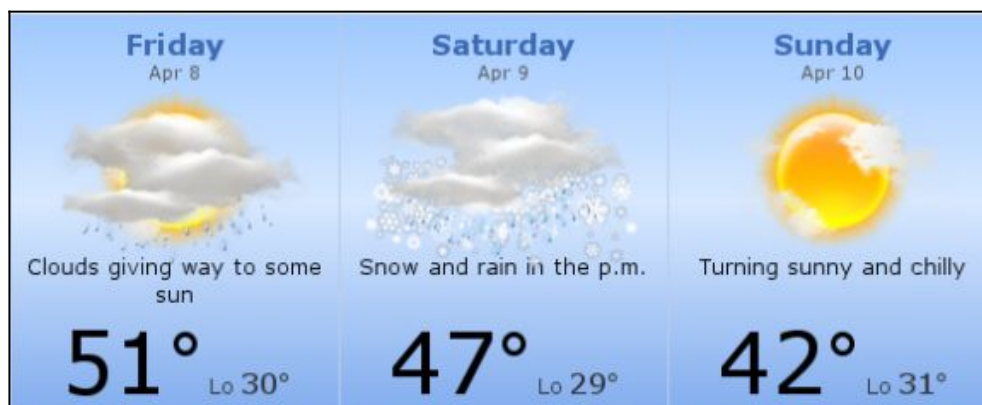 Friday
Apr 8
Clouds giving way to some
sun
51° Lo 30°
Saturday
Apr 9
Snow and rain in the p.m.
47° Lo 29°
Sunday
Apr 10
Turning sunny and chilly
42° Lo 31°